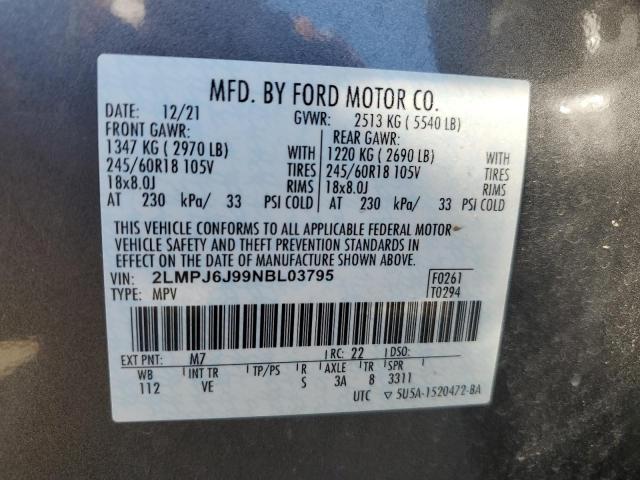 MFD. BY FORD MOTOR CO.
DATE: 12/21 GVWR: 2513 KG ( 5540 LB)
FRONT GAWR: REAR GAWR:
1347 KG ( 2970 LB) WITH 1220 KG ( 2690 LB) WITH
245/60R18 105V TIRES 245/60R18 105V TIRES
18x8.0J RIMS 18x8.0J RIMS
AT 230 kPa/ 33 PSI COLD AT 230 kPa/ 33 PSI COLD
THIS VEHICLE CONFORMS TO ALL APPLICABLE FEDERAL MOTOR
VEHICLE SAFETY AND THEFT PREVENTION STANDARDS IN
EFFECT ON THE DATE OF MANUFACTURE SHOWN ABOVE.
VIN: 2LMPJ6J99NBL03795 F0261
TYPE: MPV T0294
EXT PNT: M7 RC: 22 DSO:
WB INT TR TP/PS R AXLE TR SPR
112 VE S 3A 8 3311
UTC ▽ 5U5A-1520472-BA